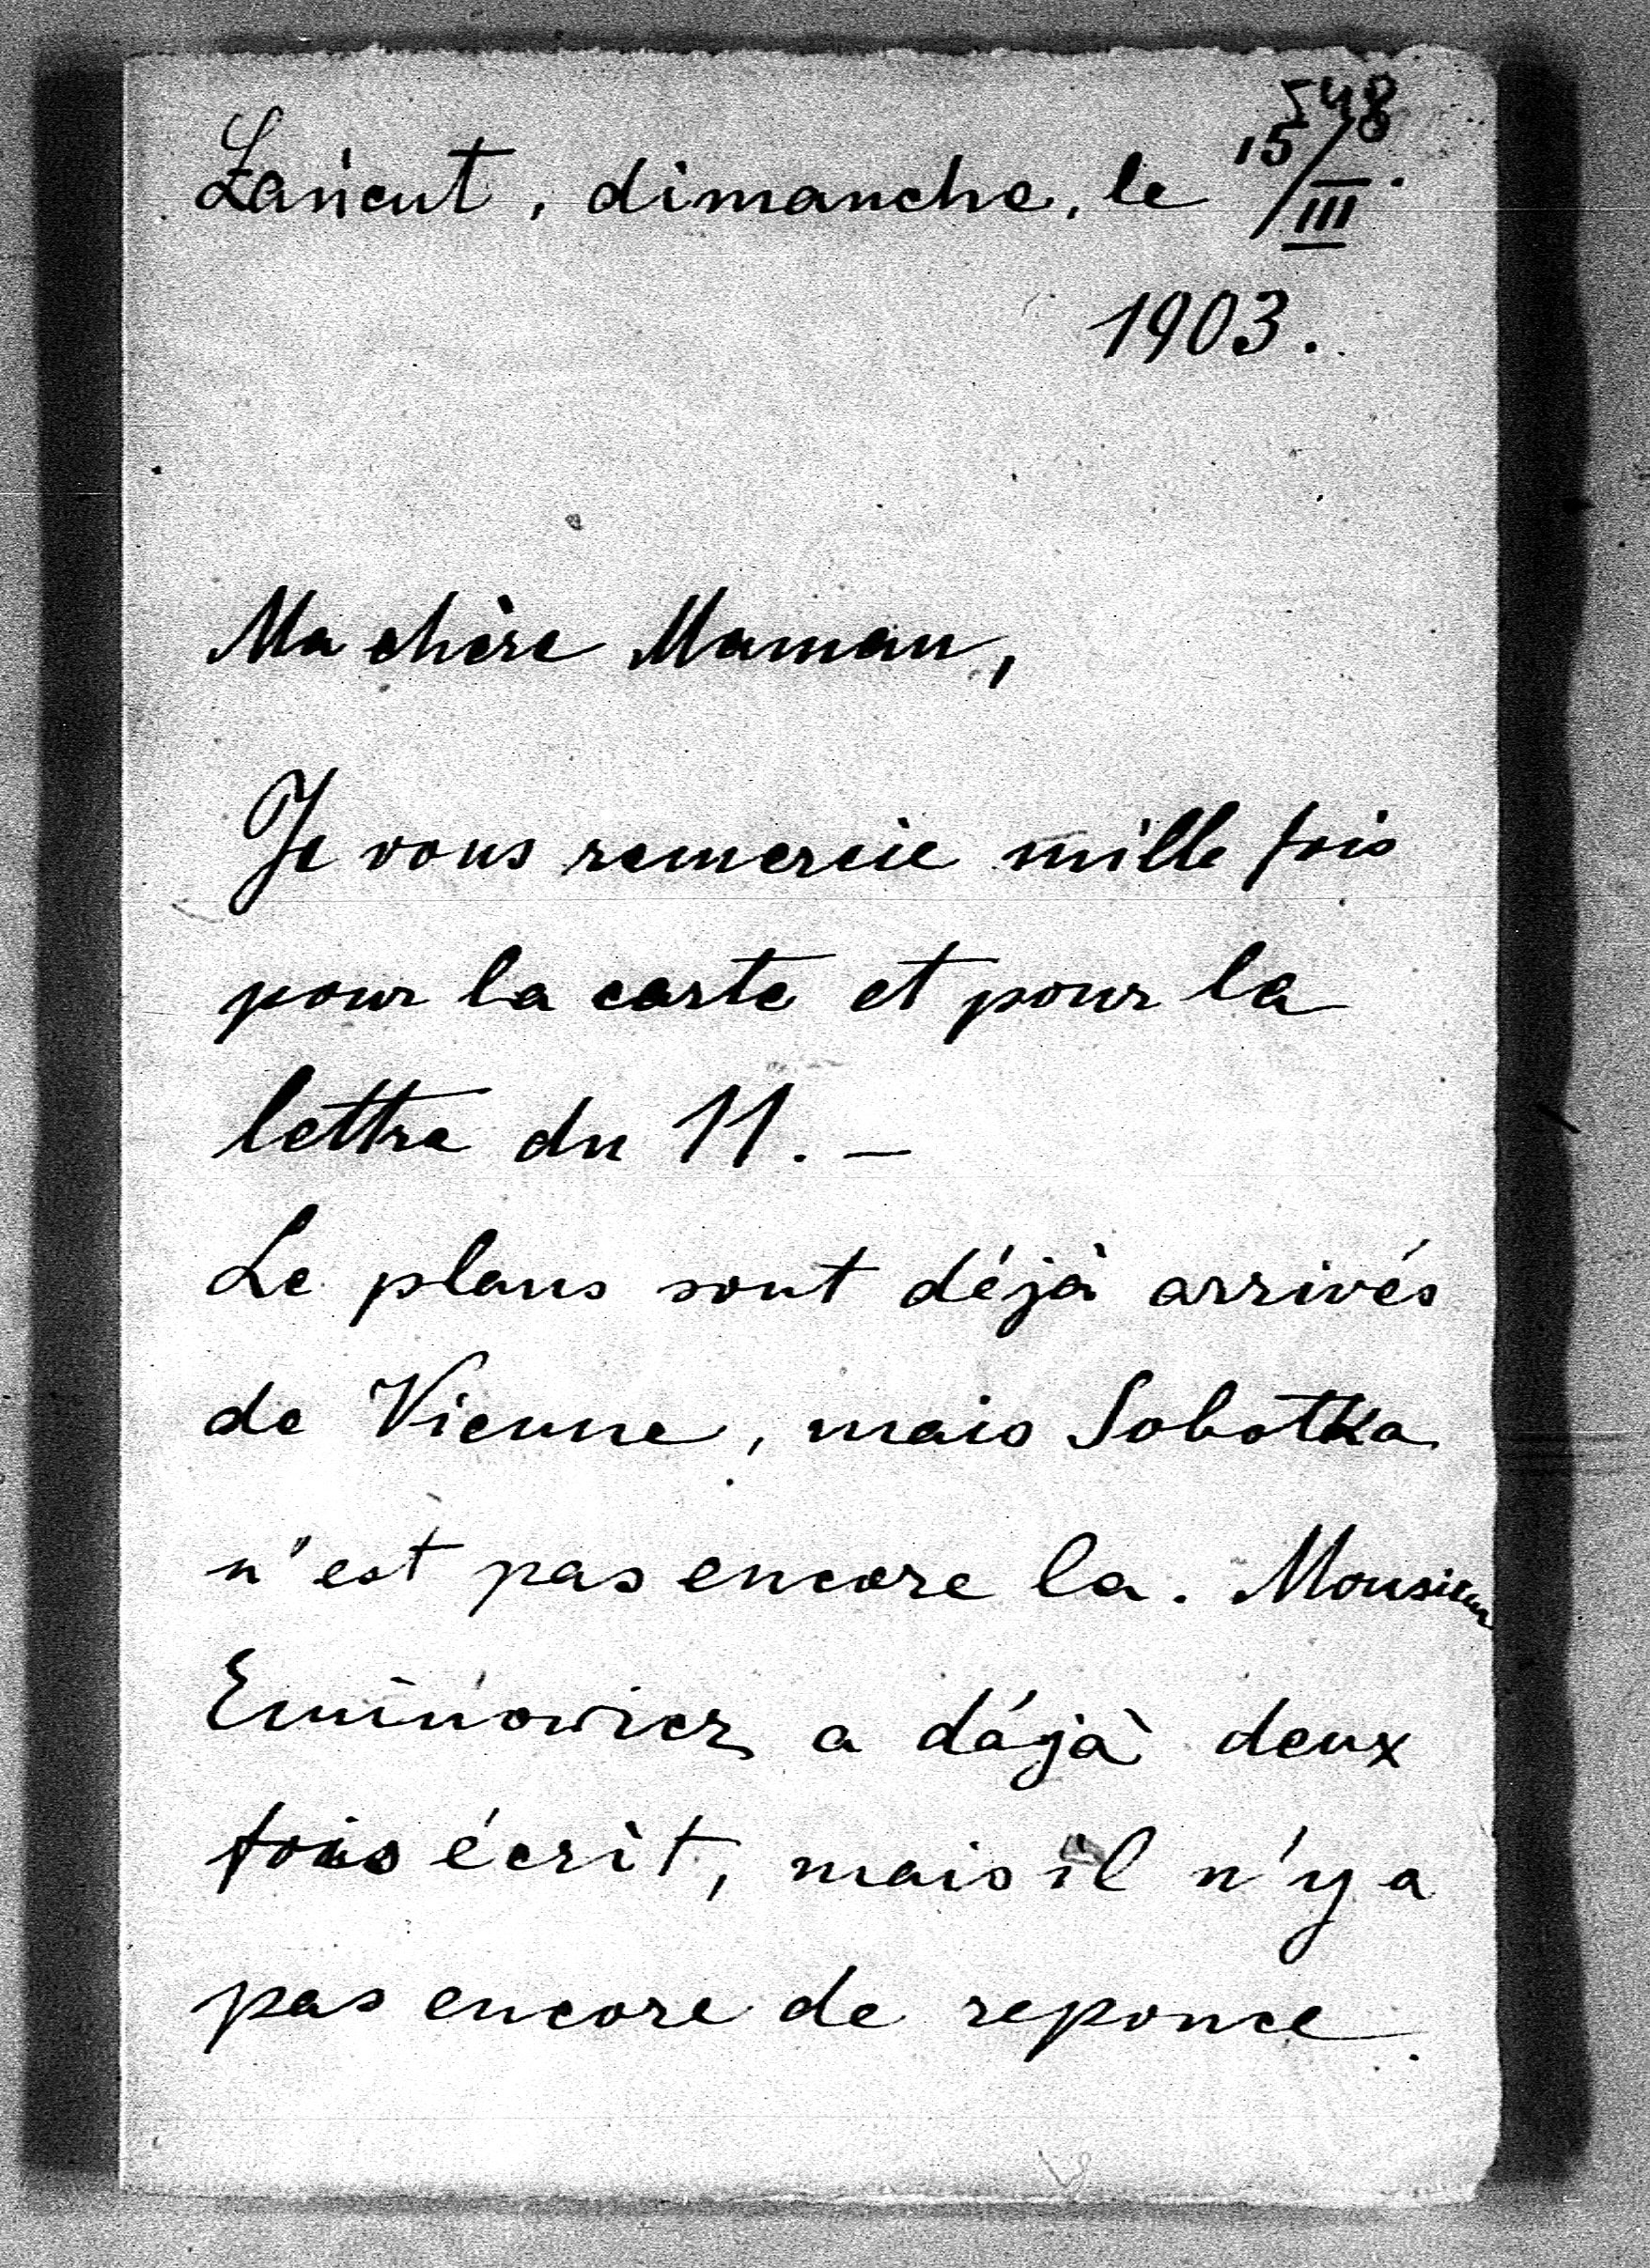 548
Łańcut, dimanche, le 15/III.
1903.
Ma chère Maman,
Je vous remercie mille fois
pour la carte et pour la
lettre du 11. —
Le plans sont déjà arrivés
de Vienne, mais Sobotka
n'est pas encore la. Monsieur
Eminowicz a déjà deux
fois écrit, mais il n'y a
pas encore de reponce.